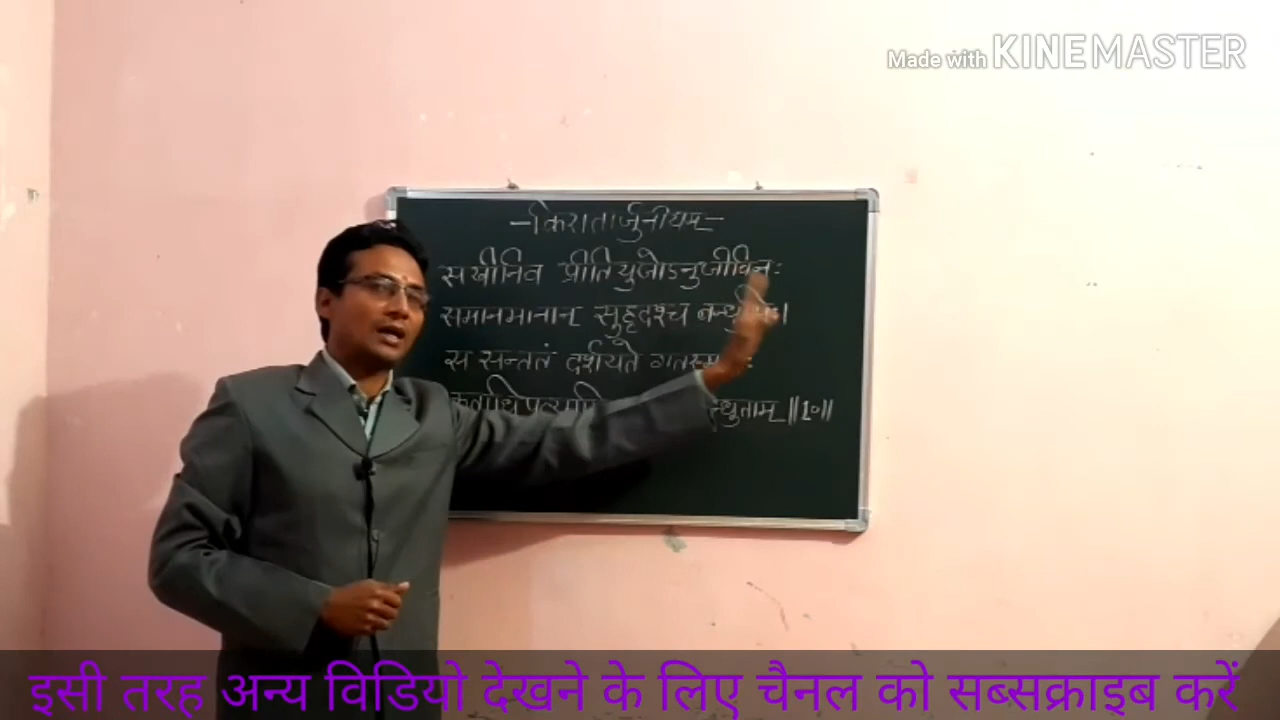 Made with KINEMASTER
-किरातार्जुनीयम्-
सखीनिव प्रीतियुजोऽनुजीविनः
समानमानान् सुहृदश्च
स सन्ततं दर्शयते
॥१०॥
इसी तरह अन्य विडियो देखने के लिए चैनल को सब्सक्राइब करें